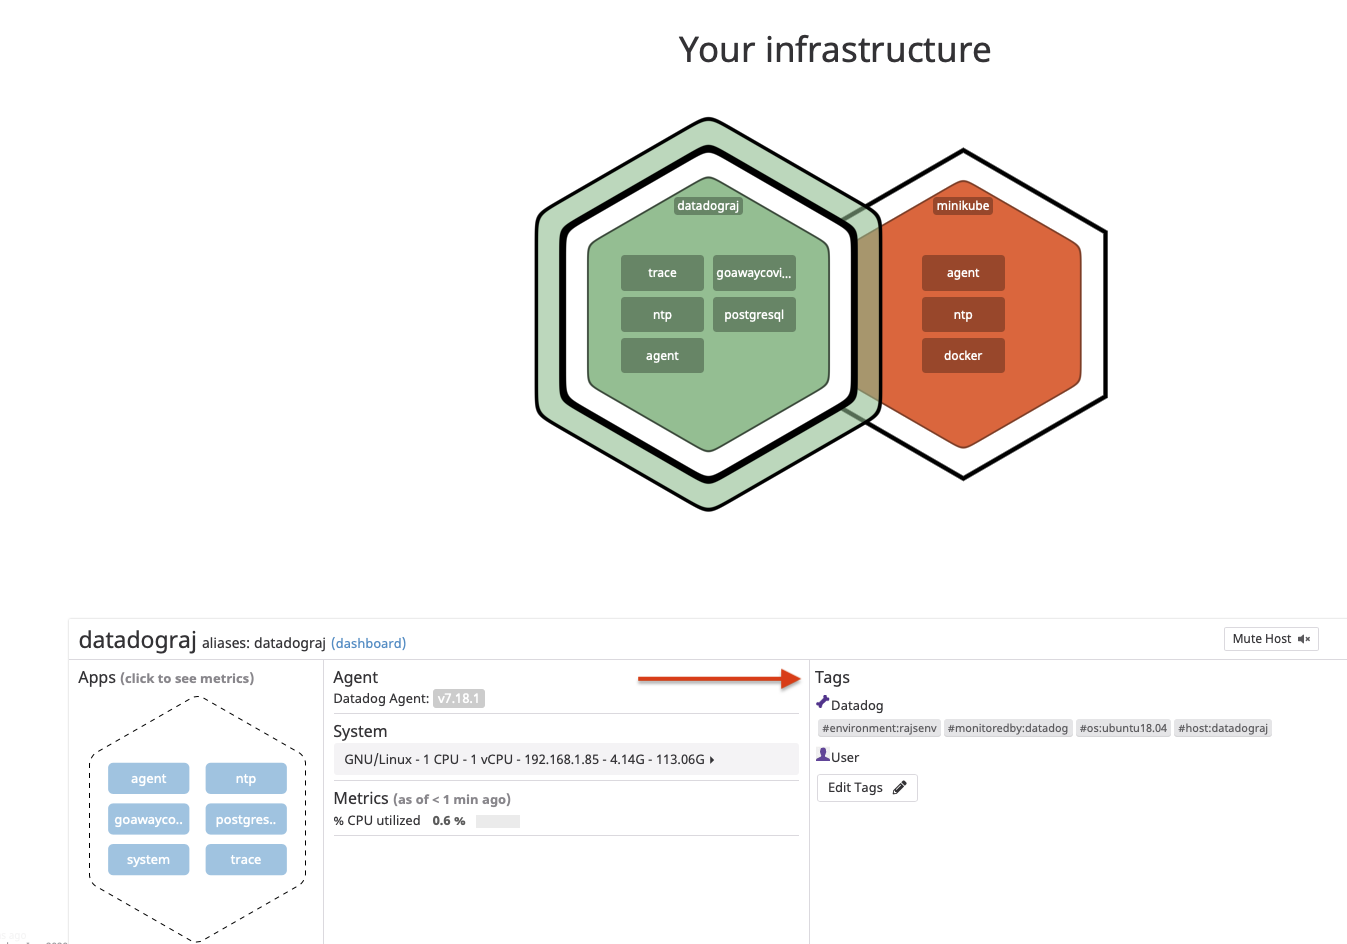 Your infrastructure
datadograj
trace
goawaycovi...
ntp
postgresql
agent
minikube
agent
ntp
docker
datadograj aliases: datadograj (dashboard)
Mute Host
Apps (click to see metrics)
agent
ntp
goawayco..
postgres..
system
trace
Agent
Datadog Agent: v7.18.1
System
GNU/Linux - 1 CPU - 1 vCPU - 192.168.1.85 - 4.14G - 113.06G
Metrics (as of < 1 min ago)
% CPU utilized 0.6 %
Tags
Datadog
#environment:rajsenv #monitoredby:datadog #os:ubuntu18.04 #host:datadograj
User
Edit Tags